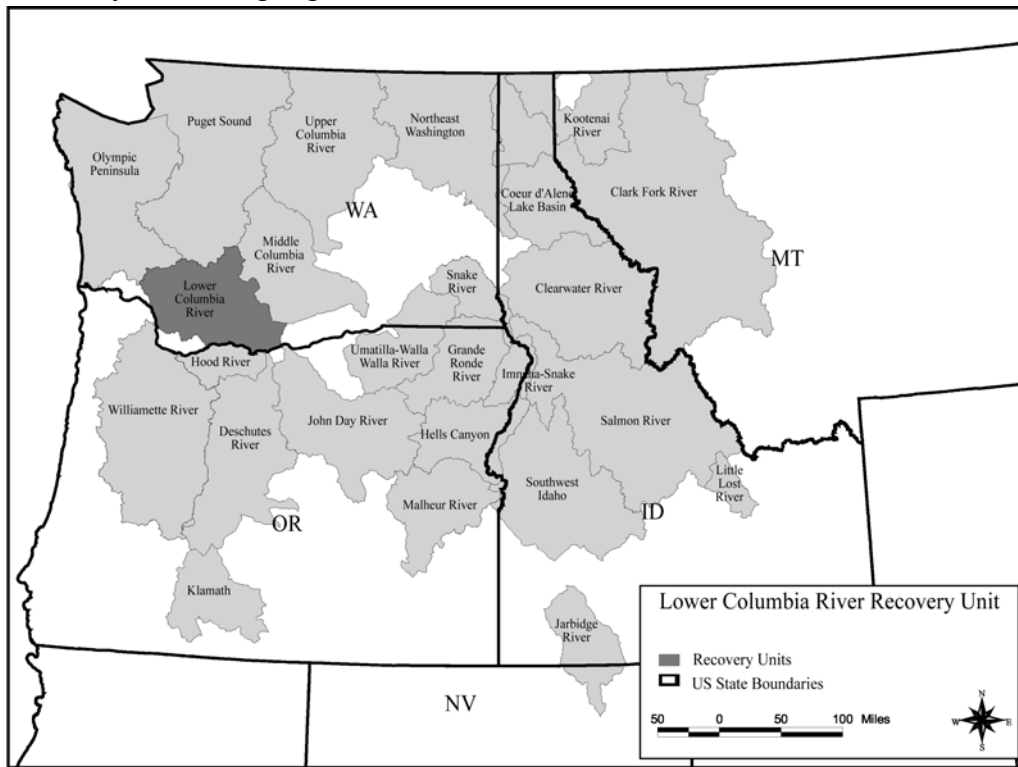 Puget Sound
Upper
Columbia
River
Northeast
Washington
Kootenai
River
Olympic
Peninsula
Coeur d'Alene
Lake Basin
Clark Fork River
WA
Middle
Columbia
River
MT
Lower
Columbia
River
Snake
River
Clearwater River
Hood River
Umatilla-Walla
Walla River
Grande
Ronde
River
Imnaha-Snake
River
Williamette River
Deschutes
River
John Day River
Hells Canyon
Salmon River
Little
Lost
River
Southwest
Idaho
Malheur River
OR
ID
Klamath
Jarbidge
River
NV
Lower Columbia River Recovery Unit
Recovery Units
US State Boundaries
50 0 50 100 Miles
N
W E
S